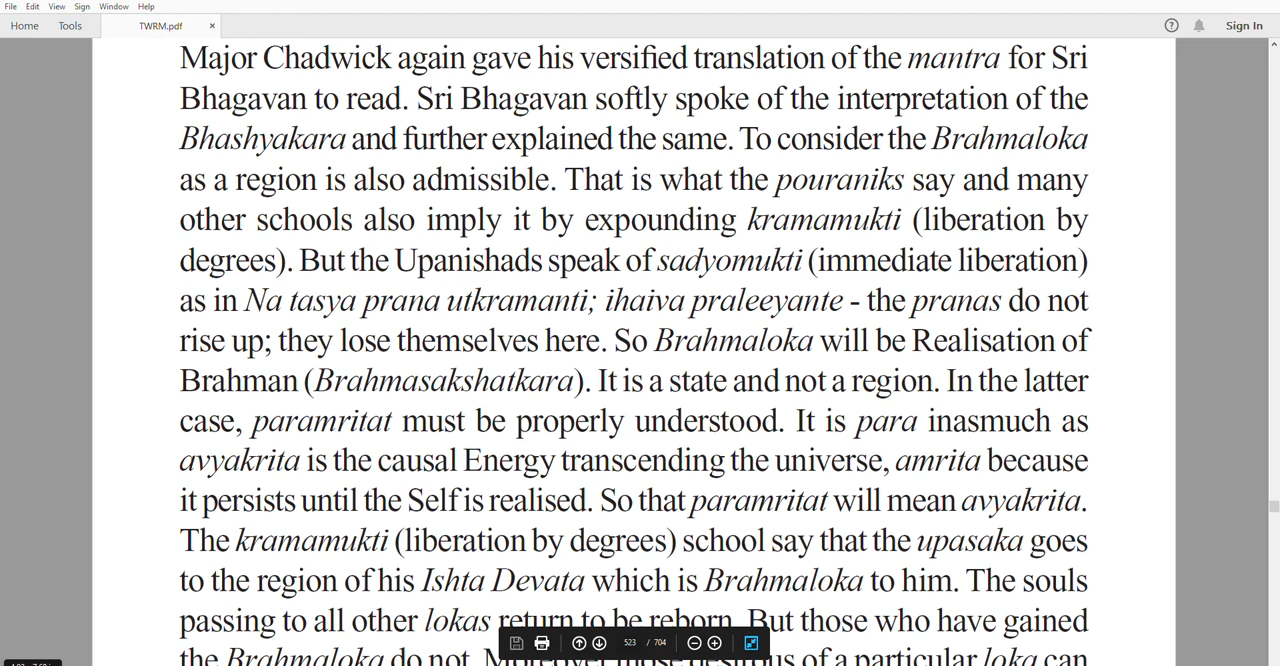 File Edit View Sign Window Help
Home Tools TWRM.pdf × ? Sign In
Major Chadwick again gave his versified translation of the mantra for Sri
Bhagavan to read. Sri Bhagavan softly spoke of the interpretation of the
Bhashyakara and further explained the same. To consider the Brahmaloka
as a region is also admissible. That is what the pouraniks say and many
other schools also imply it by expounding kramamukti (liberation by
degrees). But the Upanishads speak of sadyomukti (immediate liberation)
as in Na tasya prana utkramanti; ihaiva praleeyante - the pranas do not
rise up; they lose themselves here. So Brahmaloka will be Realisation of
Brahman (Brahmasakshatkara). It is a state and not a region. In the latter
case, paramritat must be properly understood. It is para inasmuch as
avyakrita is the causal Energy transcending the universe, amrita because
it persists until the Self is realised. So that paramritat will mean avyakrita.
The kramamukti (liberation by degrees) school say that the upasaka goes
to the region of his Ishta Devata which is Brahmaloka to him. The souls
passing to all other lokas return to be reborn. But those who have gained
523 / 704
the Brahmaloka do not. Moreover those desirous of a particular loka can